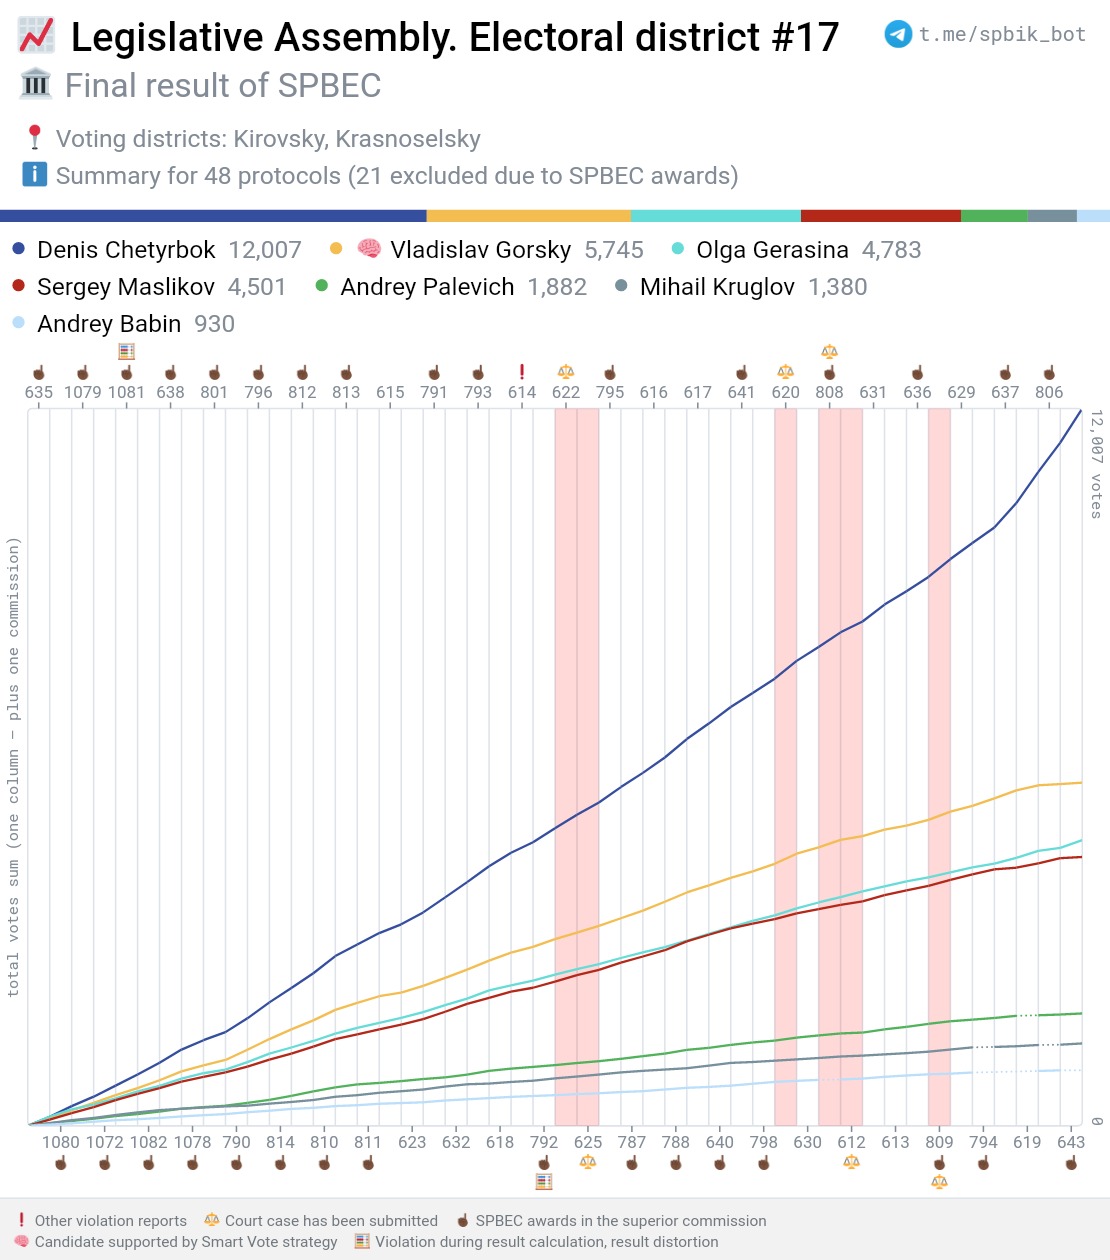 Legislative Assembly. Electoral district #17
t.me/spbik_bot
Final result of SPBEC
Voting districts: Kirovsky, Krasnoselsky
Summary for 48 protocols (21 excluded due to SPBEC awards)
Denis Chetyrbok 12,007 Vladislav Gorsky 5,745 Olga Gerasina 4,783
Sergey Maslikov 4,501 Andrey Palevich 1,882 Mihail Kruglov 1,380
Andrey Babin 930
635 1079 1081 638 801 796 812 813 615 791 793 614 622 795 616 617 641 620 808 631 636 629 637 806
12,007 votes
total votes sum (one column – plus one commission)
0
1080 1072 1082 1078 790 814 810 811 623 632 618 792 625 787 788 640 798 630 612 613 809 794 619 643
Other violation reports Court case has been submitted SPBEC awards in the superior commission
Candidate supported by Smart Vote strategy Violation during result calculation, result distortion